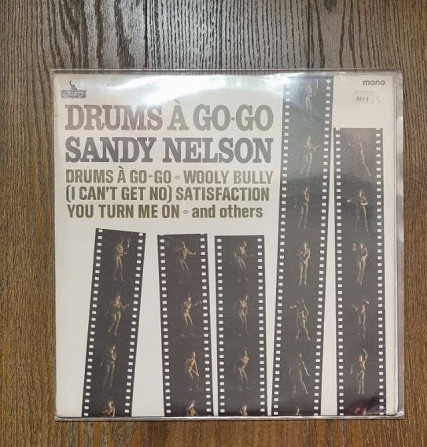 LIBERTY
mono
DRUMS À GO-GO
SANDY NELSON
DRUMS À GO-GO • WOOLY BULLY
(I CAN'T GET NO) SATISFACTION
YOU TURN ME ON • and others